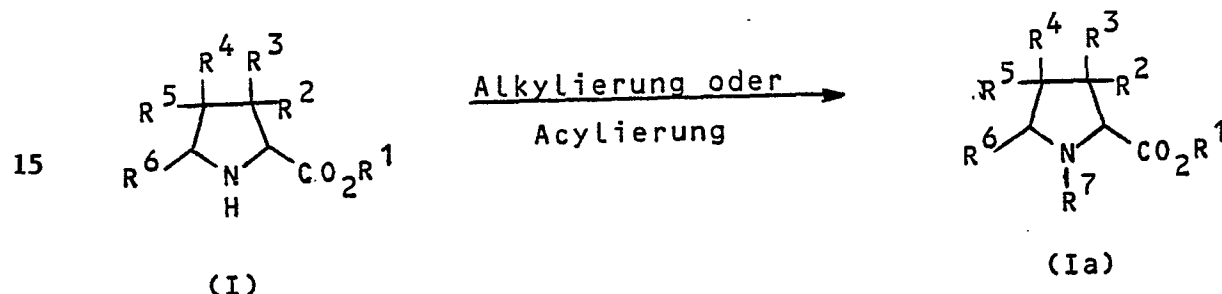 R⁴ R³ R⁴ R³
R⁵ R² Alkylierung oder R⁵ R²
Acylierung
15 R⁶ N CO₂R¹ R⁶ N CO₂R¹
H R⁷
(I) (Ia)